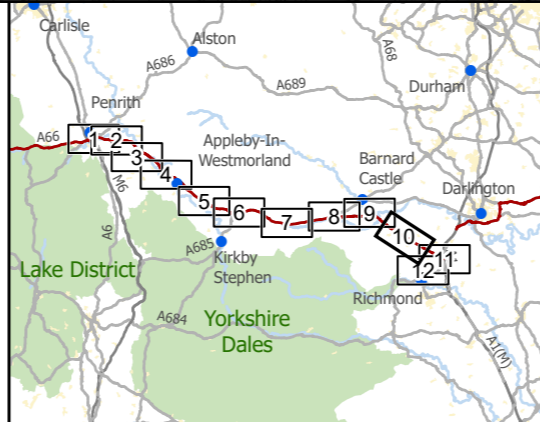 Carlisle
Alston
A686
A68
A689
Durham
Penrith
A66
1
2
3
4
Appleby-In-
Westmorland
Barnard
Castle
Darlington
M6
A6
5
6
7
8
9
10
11
12
A685
Kirkby
Stephen
Lake District
Richmond
A684
Yorkshire
Dales
A1(M)